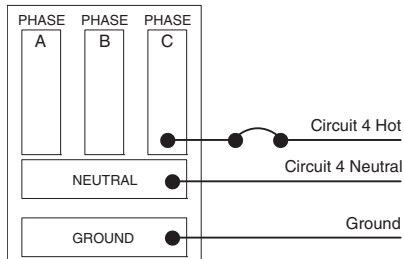 PHASE PHASE PHASE
A B C
Circuit 4 Hot
Circuit 4 Neutral
NEUTRAL
Ground
GROUND